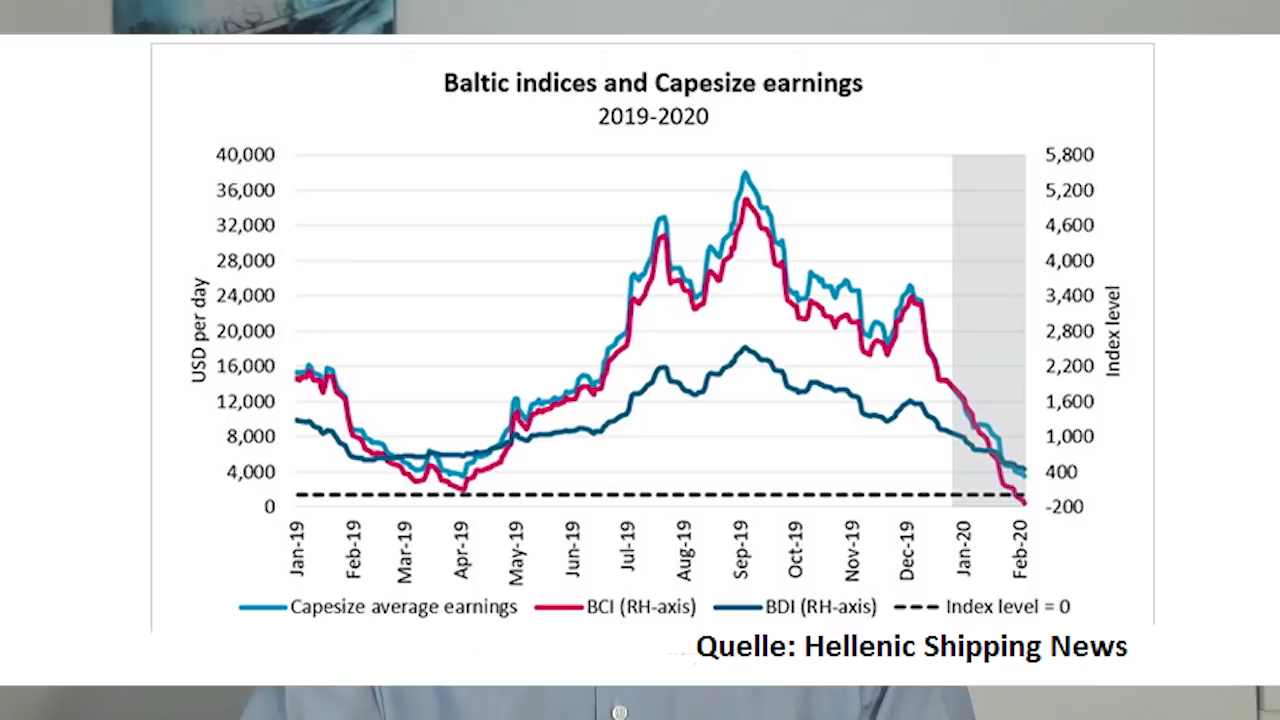 Baltic indices and Capesize earnings
2019-2020
USD per day
40,000
36,000
32,000
28,000
24,000
20,000
16,000
12,000
8,000
4,000
0
5,800
5,200
4,600
4,000
3,400
2,800
2,200
1,600
1,000
400
-200
Index level
Jan-19
Feb-19
Mar-19
Apr-19
May-19
Jun-19
Jul-19
Aug-19
Sep-19
Oct-19
Nov-19
Dec-19
Jan-20
Feb-20
Capesize average earnings BCI (RH-axis) BDI (RH-axis) Index level = 0
Quelle: Hellenic Shipping News